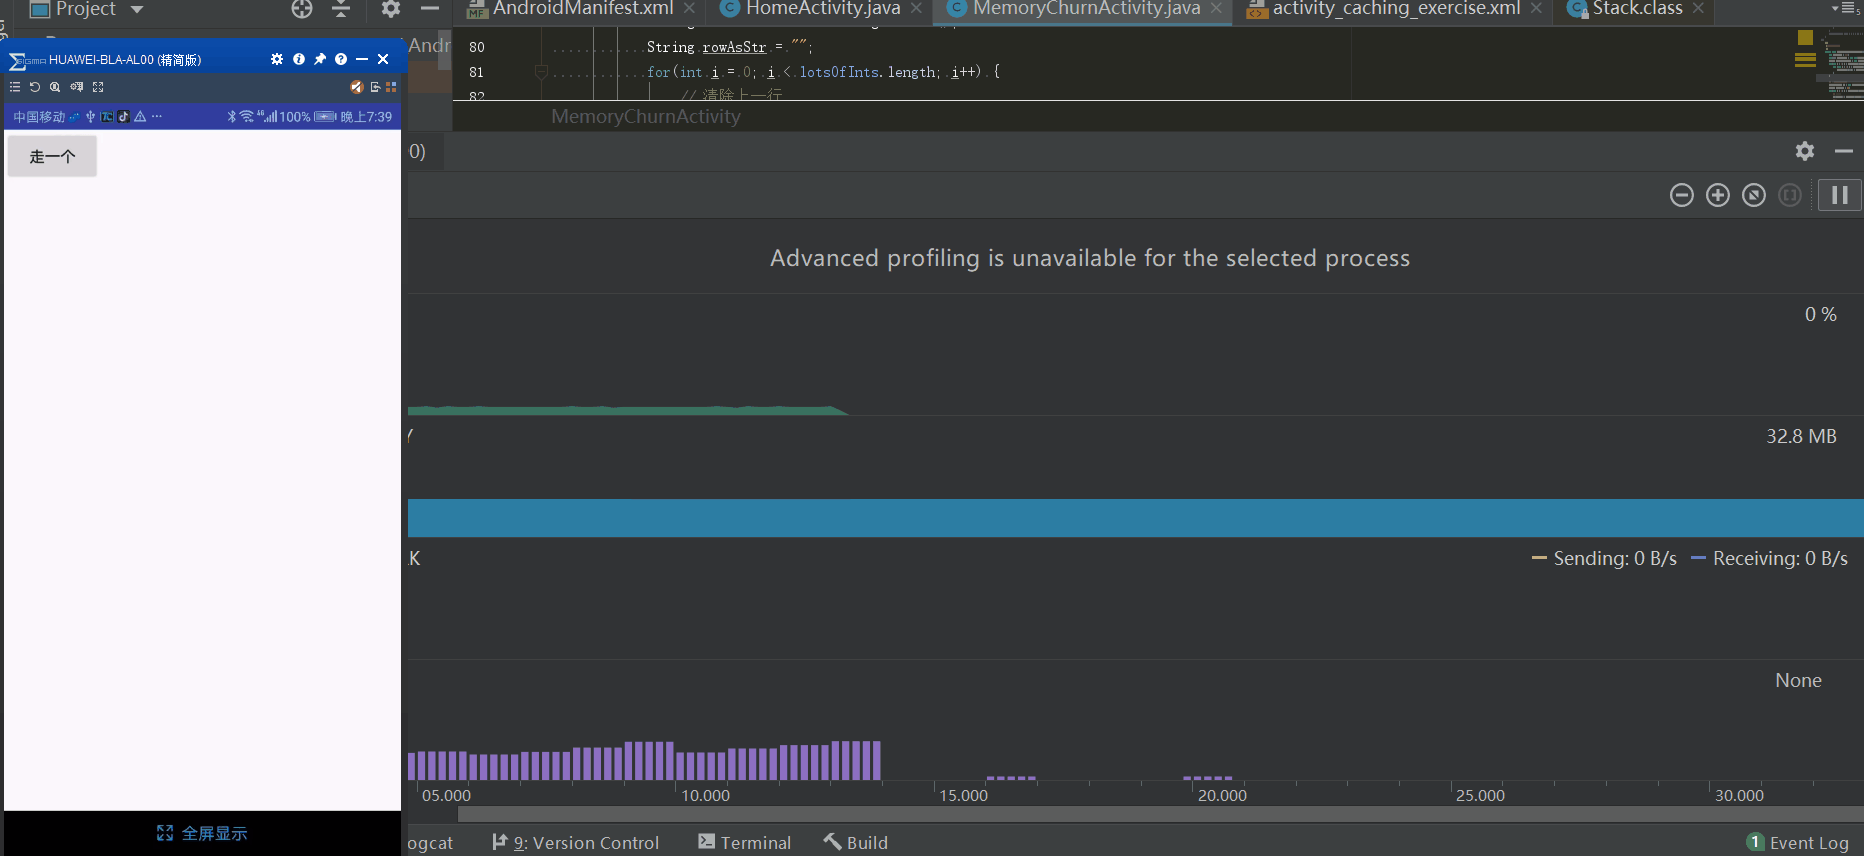 Project
AndroidManifest.xml
HomeActivity.java
MemoryChurnActivity.java
activity_caching_exercise.xml
Stack.class
5
Andr
80 String rowAsStr = "";
81 for(int i = 0; i < lotsOfInts.length; i++) {
82 // 清除上一行
MemoryChurnActivity
SIGMA HUAWEI-BLA-AL00 (精简版)
中国移动 ··· 4G 100% 晚上7:39
走一个
0)
Advanced profiling is unavailable for the selected process
0 %
Y
32.8 MB
K
Sending: 0 B/s Receiving: 0 B/s
None
05.000 10.000 15.000 20.000 25.000 30.000
全屏显示
ogcat
9: Version Control
Terminal
Build
1 Event Log